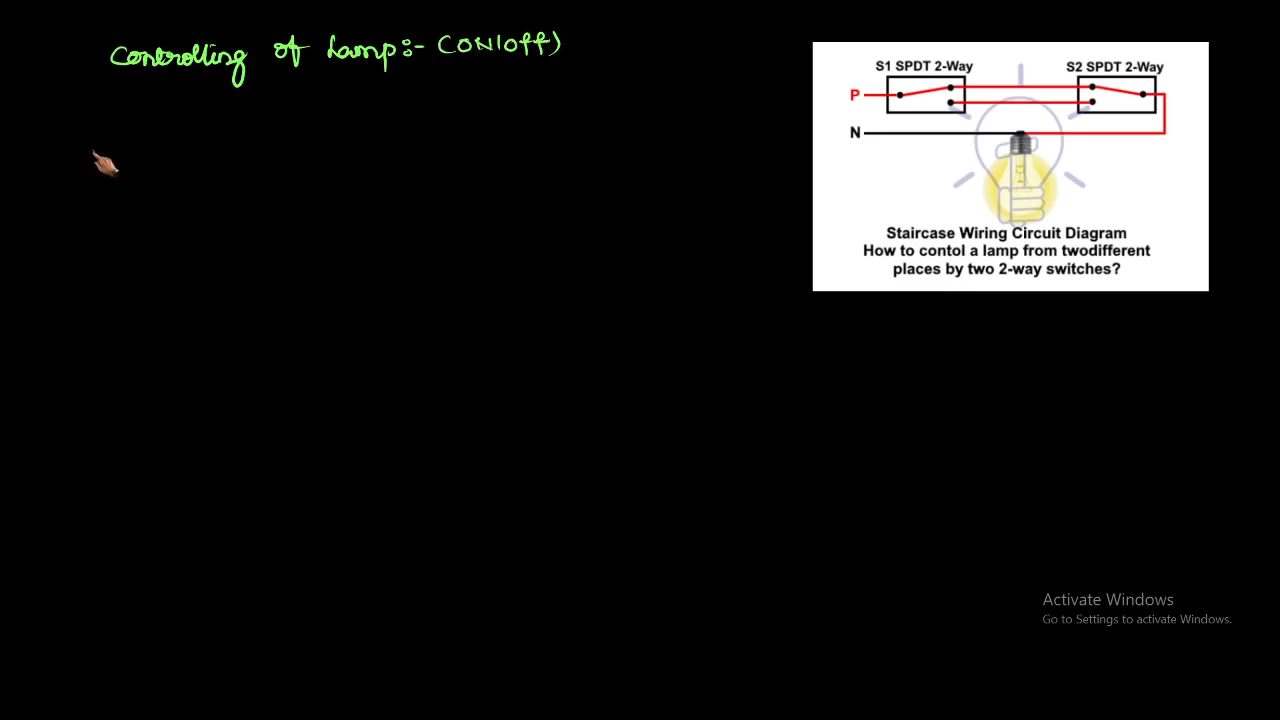 Controlling of Lamp:- (ON/OFF)
S1 SPDT 2-Way
S2 SPDT 2-Way
P
N
Staircase Wiring Circuit Diagram
How to contol a lamp from twodifferent
places by two 2-way switches?
Activate Windows
Go to Settings to activate Windows.